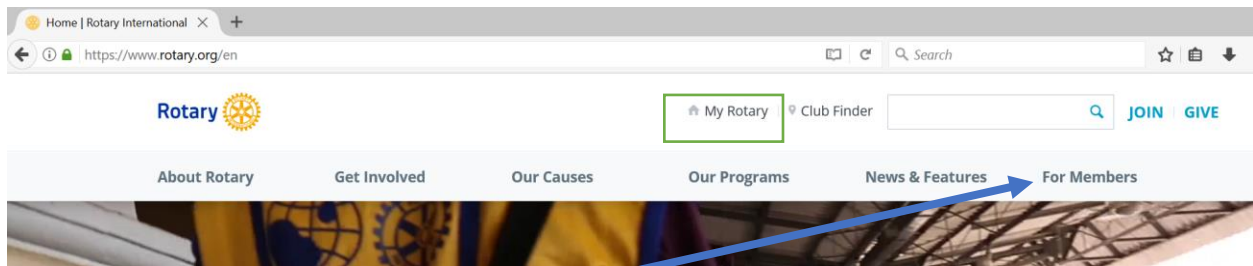 Home | Rotary International
https://www.rotary.org/en
Search
Rotary
My Rotary
Club Finder
JOIN
GIVE
About Rotary
Get Involved
Our Causes
Our Programs
News & Features
For Members